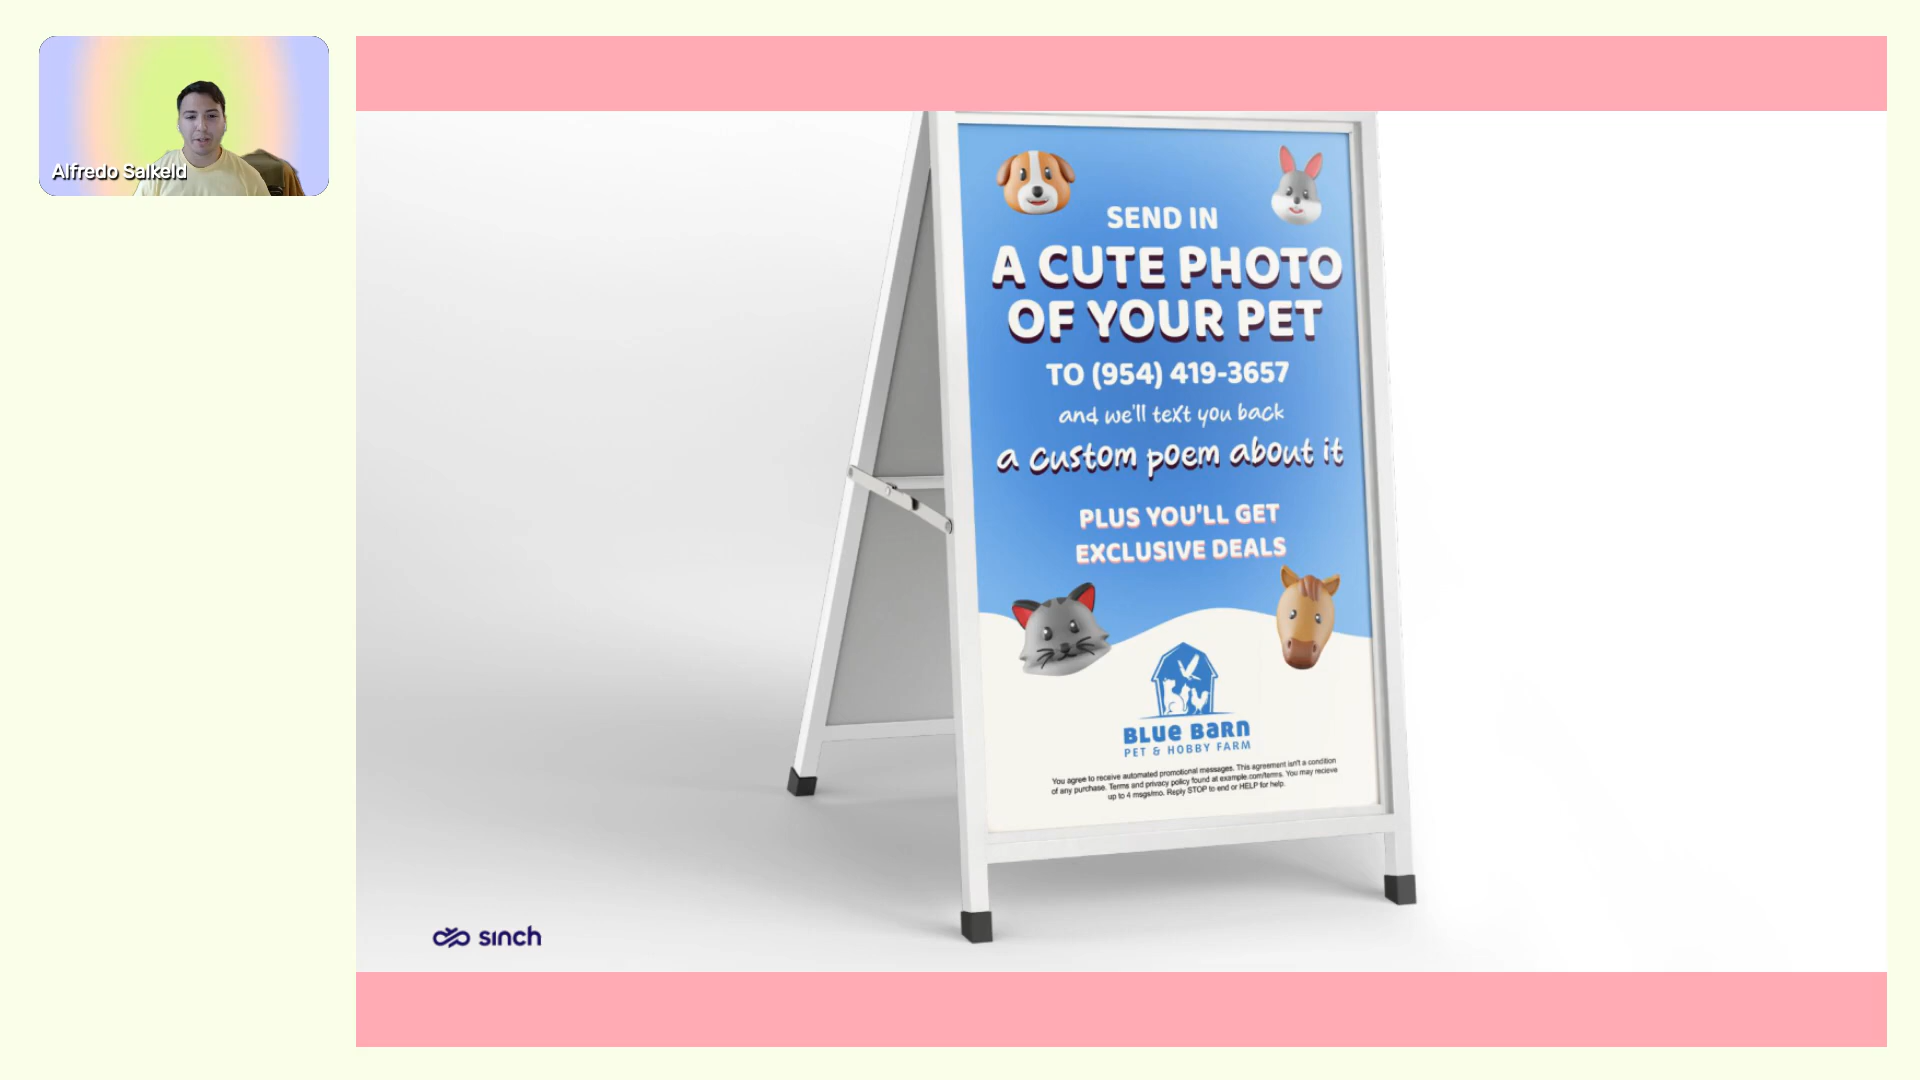 Alfredo Salkeld
SEND IN
A CUTE PHOTO
OF YOUR PET
TO (954) 419-3657
and we'll text you back
a custom poem about it
PLUS YOU'LL GET
EXCLUSIVE DEALS
BLUE BARN
PET & HOBBY FARM
You agree to receive automated promotional messages. This agreement isn't a condition
of any purchase. Terms and privacy policy found at example.com/terms. You may recieve
up to 4 msgs/mo. Reply STOP to end or HELP for help.
sinch